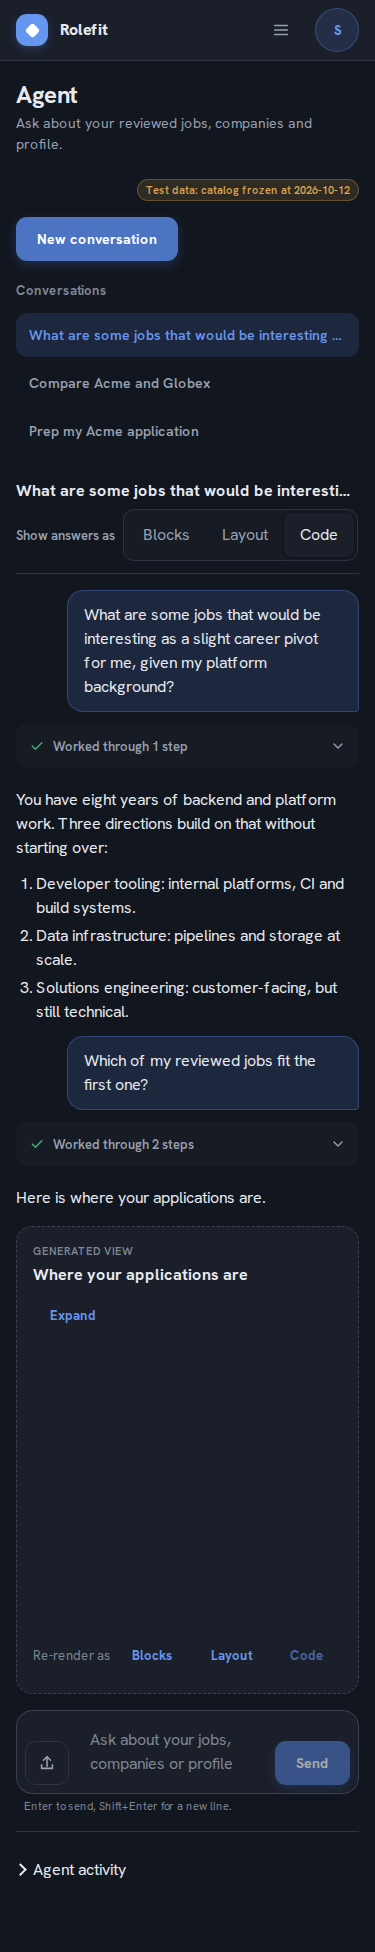 Rolefit
S
Agent
Ask about your reviewed jobs, companies and
profile.
Test data: catalog frozen at 2026-10-12
New conversation
Conversations
What are some jobs that would be interesting ...
Compare Acme and Globex
Prep my Acme application
What are some jobs that would be interesti...
Show answers as
Blocks
Layout
Code
What are some jobs that would be
interesting as a slight career pivot
for me, given my platform
background?
Worked through 1 step
You have eight years of backend and platform
work. Three directions build on that without
starting over:
1. Developer tooling: internal platforms, CI and
build systems.
2. Data infrastructure: pipelines and storage at
scale.
3. Solutions engineering: customer-facing, but
still technical.
Which of my reviewed jobs fit the
first one?
Worked through 2 steps
Here is where your applications are.
GENERATED VIEW
Where your applications are
Expand
Re-render as
Blocks
Layout
Code
Ask about your jobs,
companies or profile
Send
Enter to send, Shift+Enter for a new line.
Agent activity